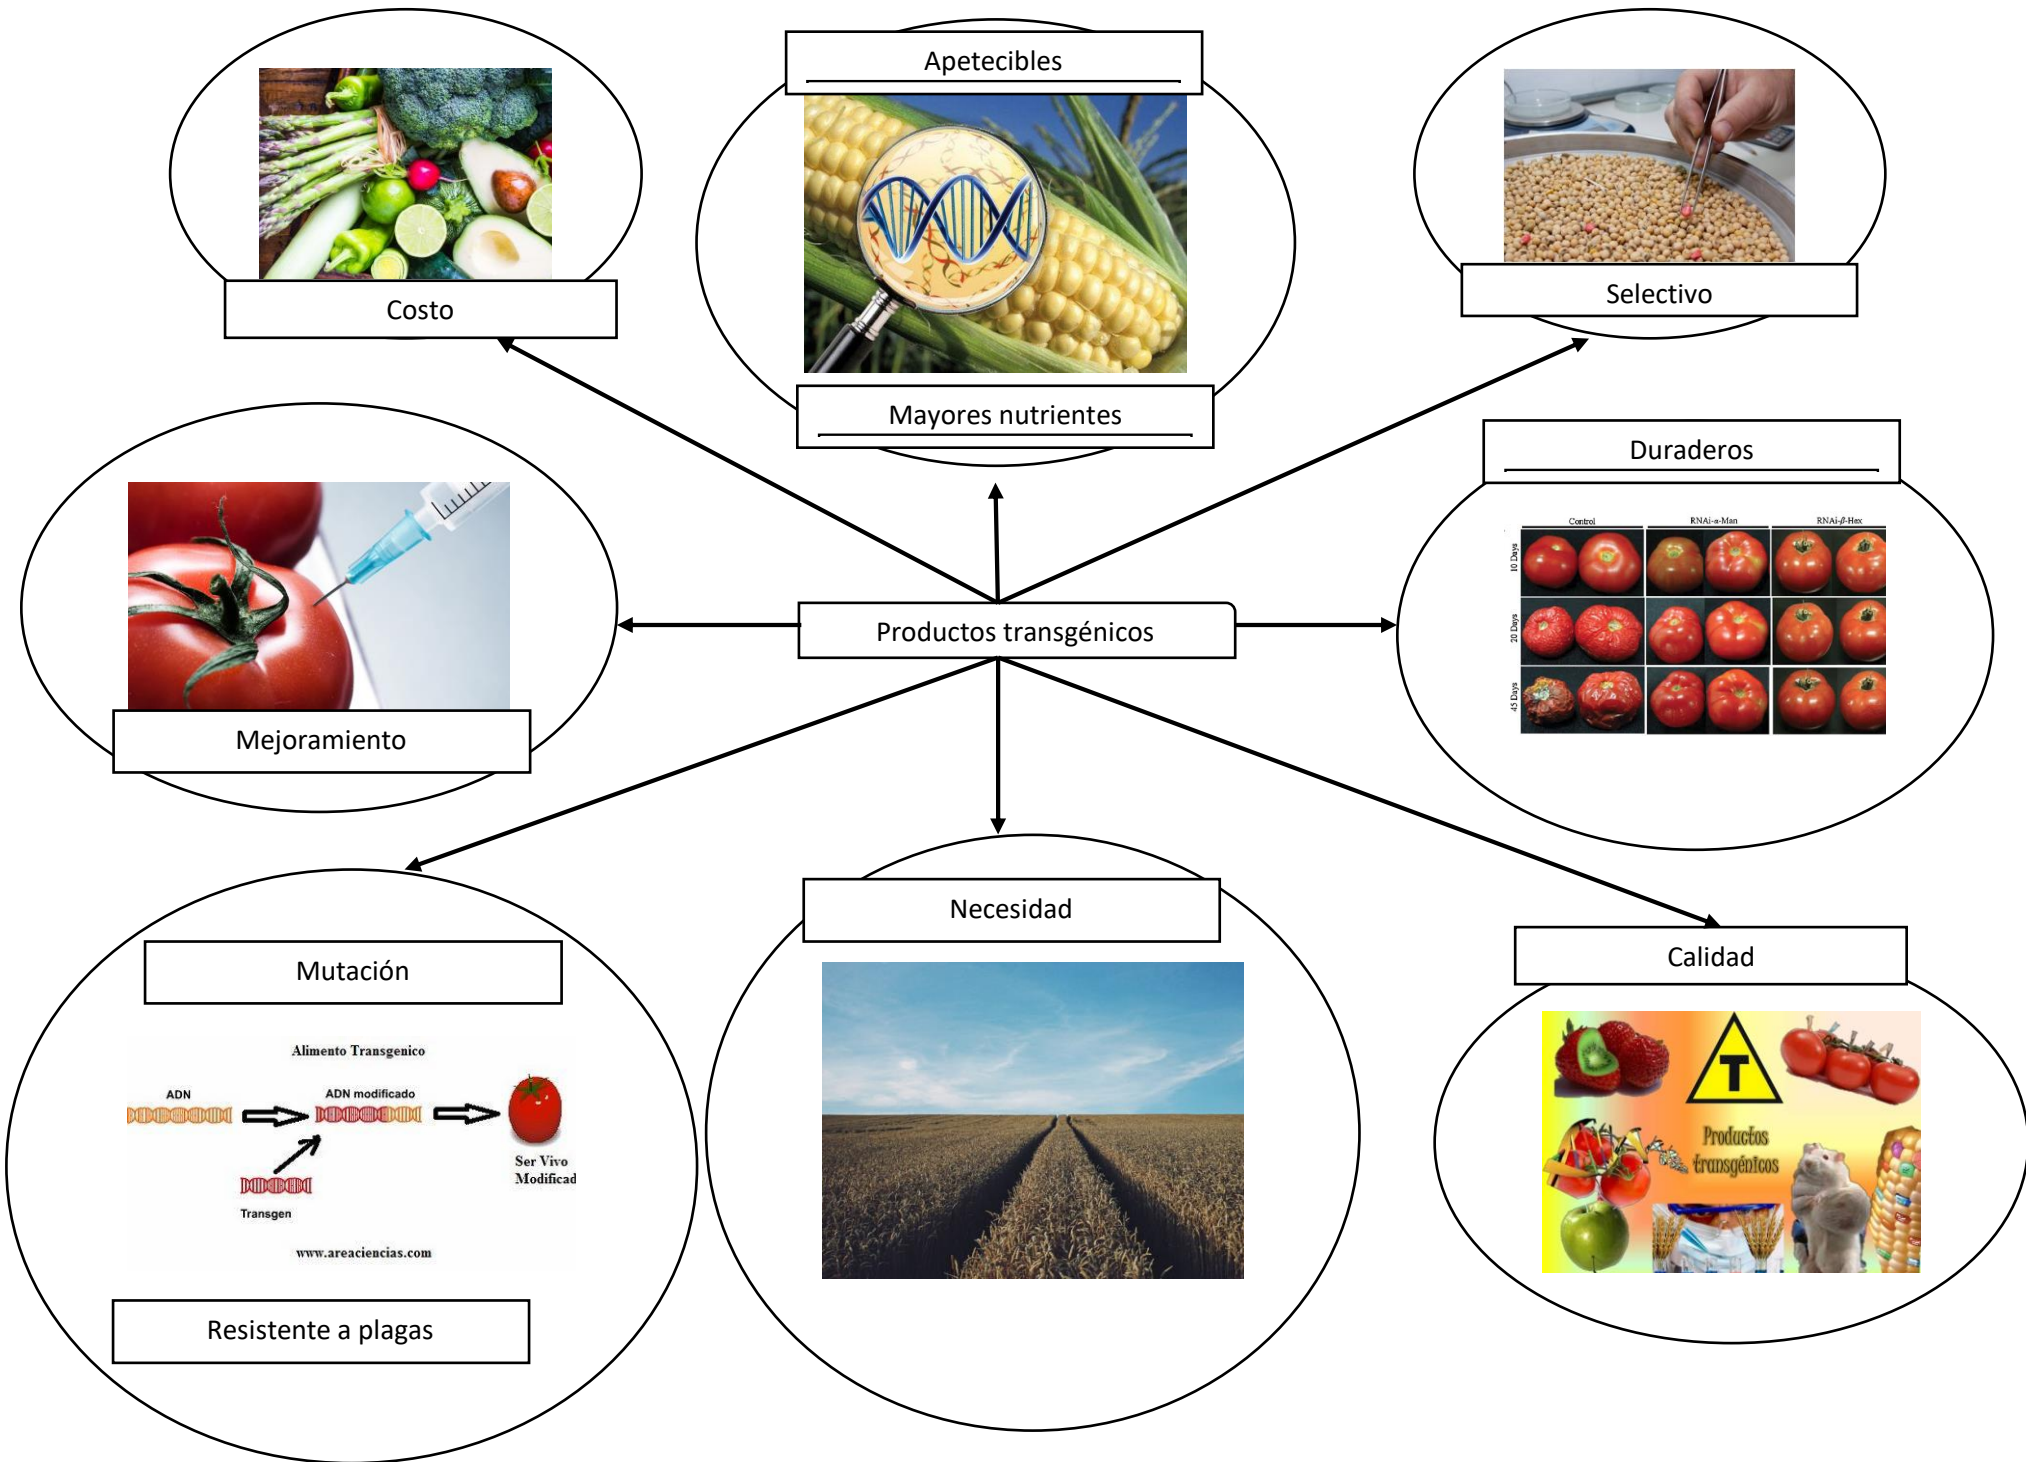 Apetecibles
Costo
Selectivo
Mayores nutrientes
Duraderos
Control RNAi-α-Man RNAi-β-Hex
10 Days
20 Days
45 Days
Productos transgénicos
Mejoramiento
Necesidad
Mutación
Alimento Transgenico
ADN
ADN modificado
Ser Vivo
Modificad
Transgen
www.areaciencias.com
Resistente a plagas
Calidad
T
Productos
transgénicos